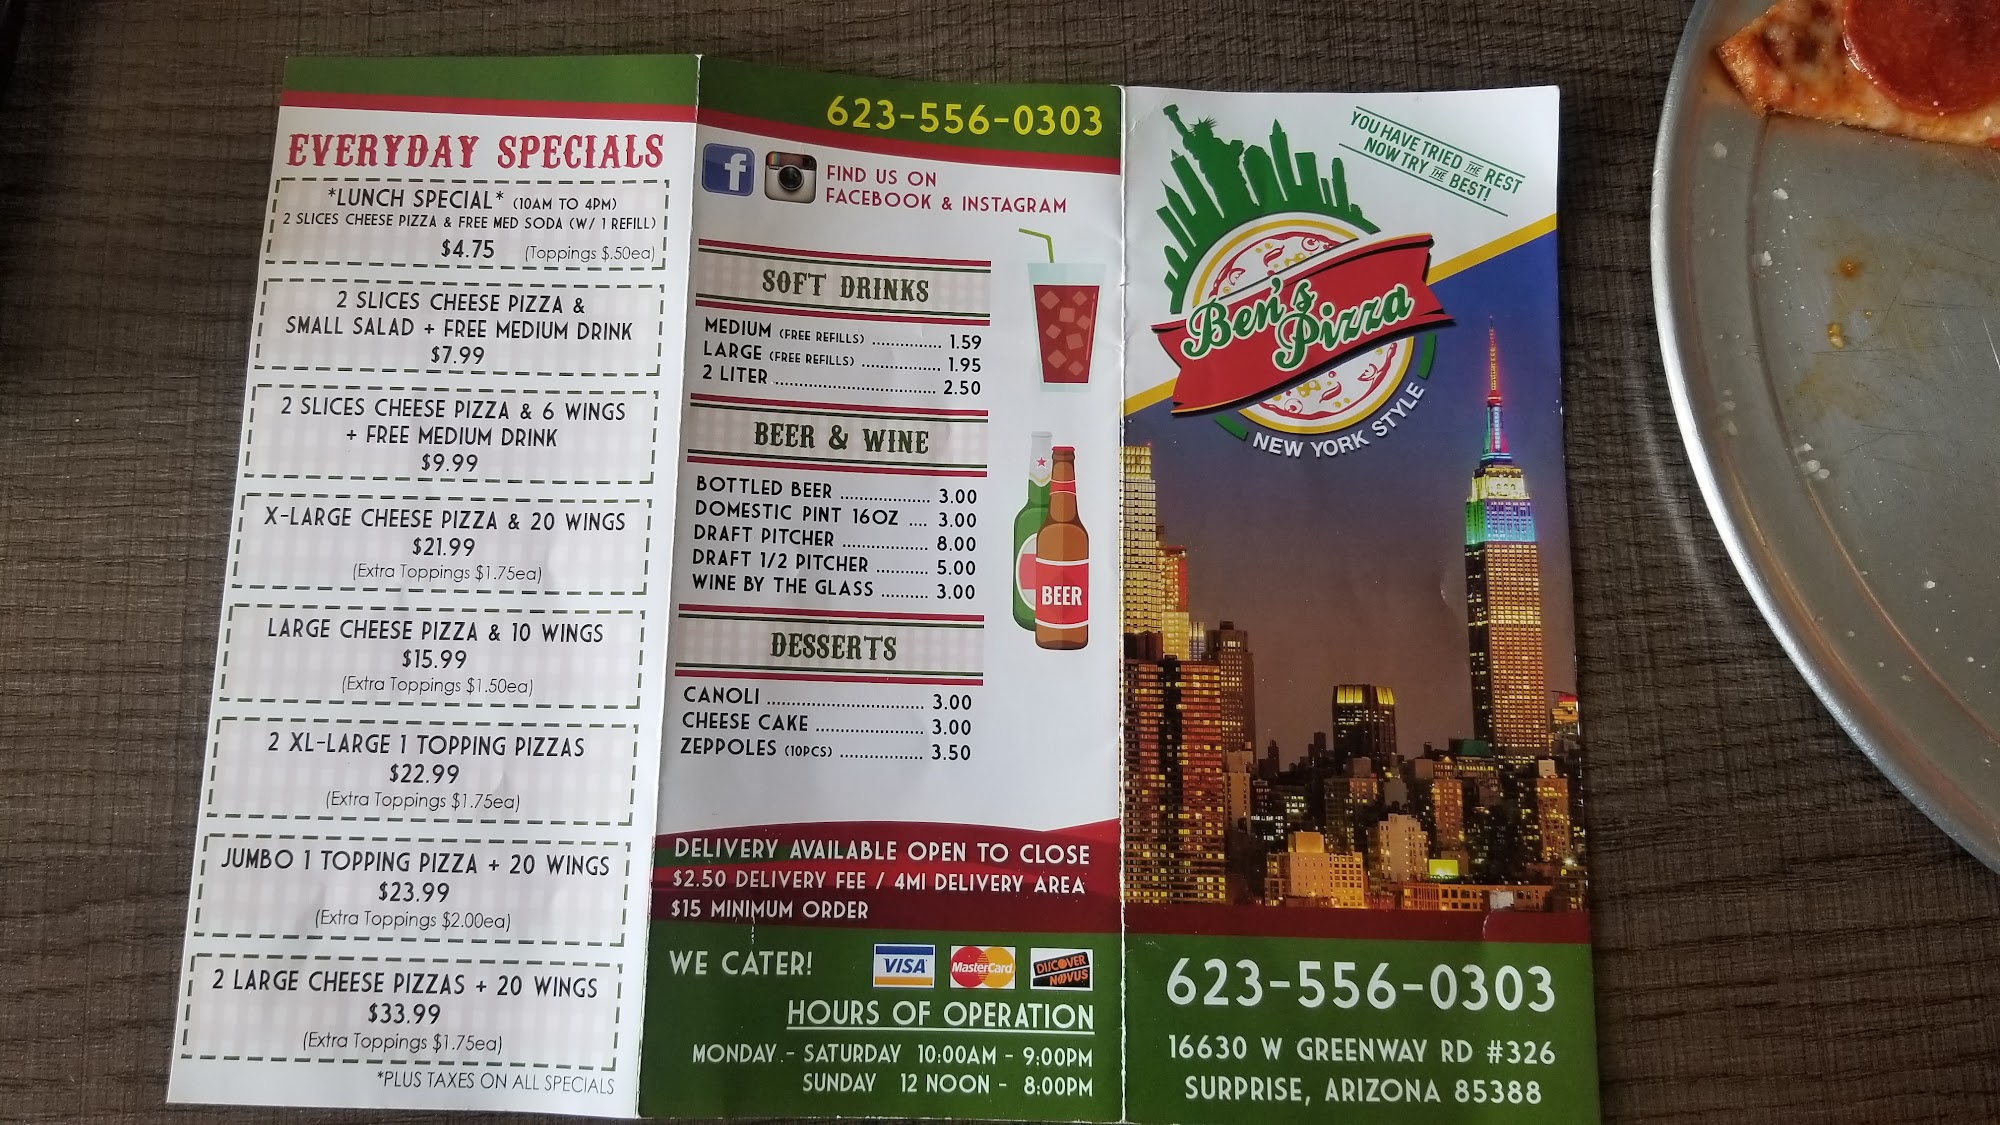 EVERYDAY SPECIALS
*LUNCH SPECIAL* (10AM TO 4PM)
2 SLICES CHEESE PIZZA & FREE MED SODA (W/ 1 REFILL)
$4.75 (Toppings $.50ea)
2 SLICES CHEESE PIZZA &
SMALL SALAD + FREE MEDIUM DRINK
$7.99
2 SLICES CHEESE PIZZA & 6 WINGS
+ FREE MEDIUM DRINK
$9.99
X-LARGE CHEESE PIZZA & 20 WINGS
$21.99
(Extra Toppings $1.75ea)
LARGE CHEESE PIZZA & 10 WINGS
$15.99
(Extra Toppings $1.50ea)
2 XL-LARGE 1 TOPPING PIZZAS
$22.99
(Extra Toppings $1.75ea)
JUMBO 1 TOPPING PIZZA + 20 WINGS
$23.99
(Extra Toppings $2.00ea)
2 LARGE CHEESE PIZZAS + 20 WINGS
$33.99
(Extra Toppings $1.75ea)
*PLUS TAXES ON ALL SPECIALS
623-556-0303
f
FIND US ON
FACEBOOK & INSTAGRAM
SOFT DRINKS
MEDIUM (FREE REFILLS) ................ 1.59
LARGE (FREE REFILLS) .................. 1.95
2 LITER .................................... 2.50
BEER & WINE
BOTTLED BEER ................... 3.00
DOMESTIC PINT 16OZ .... 3.00
DRAFT PITCHER .................. 8.00
DRAFT 1/2 PITCHER ........... 5.00
WINE BY THE GLASS .......... 3.00
BEER
DESSERTS
CANOLI .................................. 3.00
CHEESE CAKE ....................... 3.00
ZEPPOLES (10PCS) .................. 3.50
DELIVERY AVAILABLE OPEN TO CLOSE
$2.50 DELIVERY FEE / 4MI DELIVERY AREA
$15 MINIMUM ORDER
WE CATER!
VISA
MasterCard
DISCOVER
NOVUS
HOURS OF OPERATION
MONDAY - SATURDAY 10:00AM - 9:00PM
SUNDAY 12 NOON - 8:00PM
YOU HAVE TRIED THE REST
NOW TRY THE BEST!
Ben's
Pizza
NEW YORK STYLE
623-556-0303
16630 W GREENWAY RD #326
SURPRISE, ARIZONA 85388